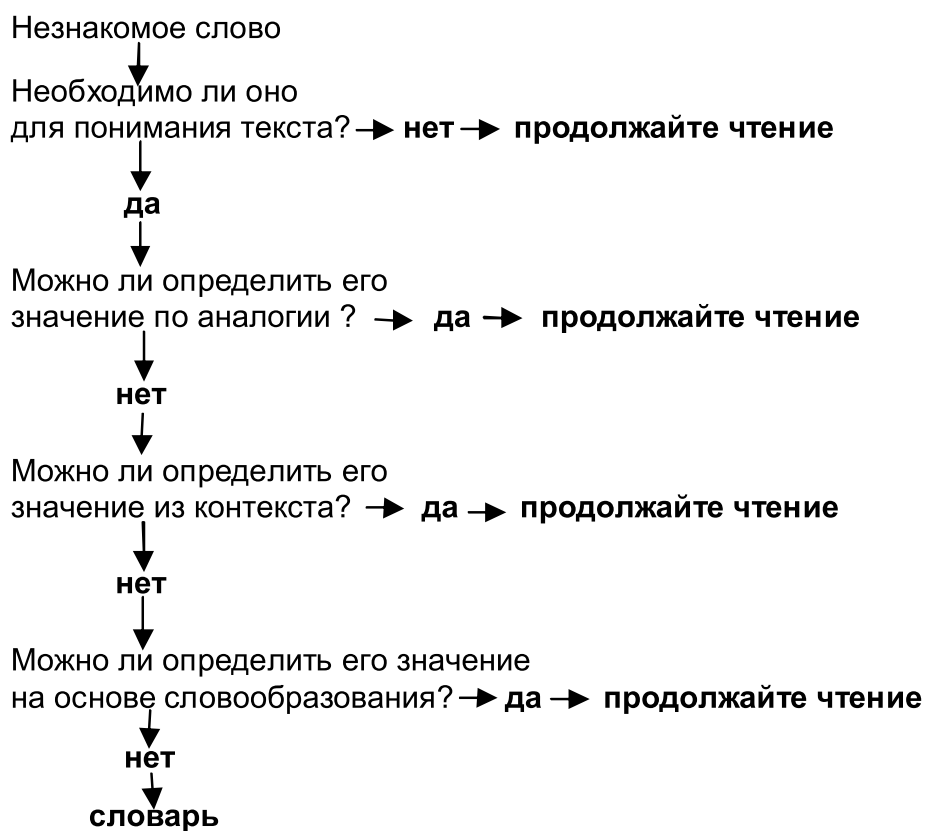 Незнакомое слово
Необходимо ли оно
для понимания текста? нет продолжайте чтение
да
Можно ли определить его
значение по аналогии ? да продолжайте чтение
нет
Можно ли определить его
значение из контекста? да продолжайте чтение
нет
Можно ли определить его значение
на основе словообразования? да продолжайте чтение
нет
словарь